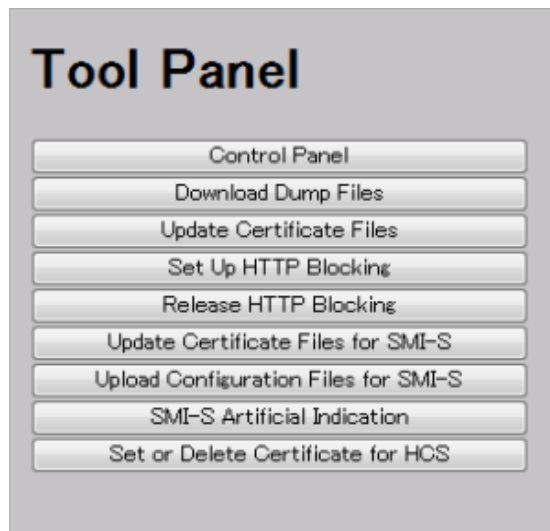 Tool Panel
Control Panel
Download Dump Files
Update Certificate Files
Set Up HTTP Blocking
Release HTTP Blocking
Update Certificate Files for SMI-S
Upload Configuration Files for SMI-S
SMI-S Artificial Indication
Set or Delete Certificate for HCS